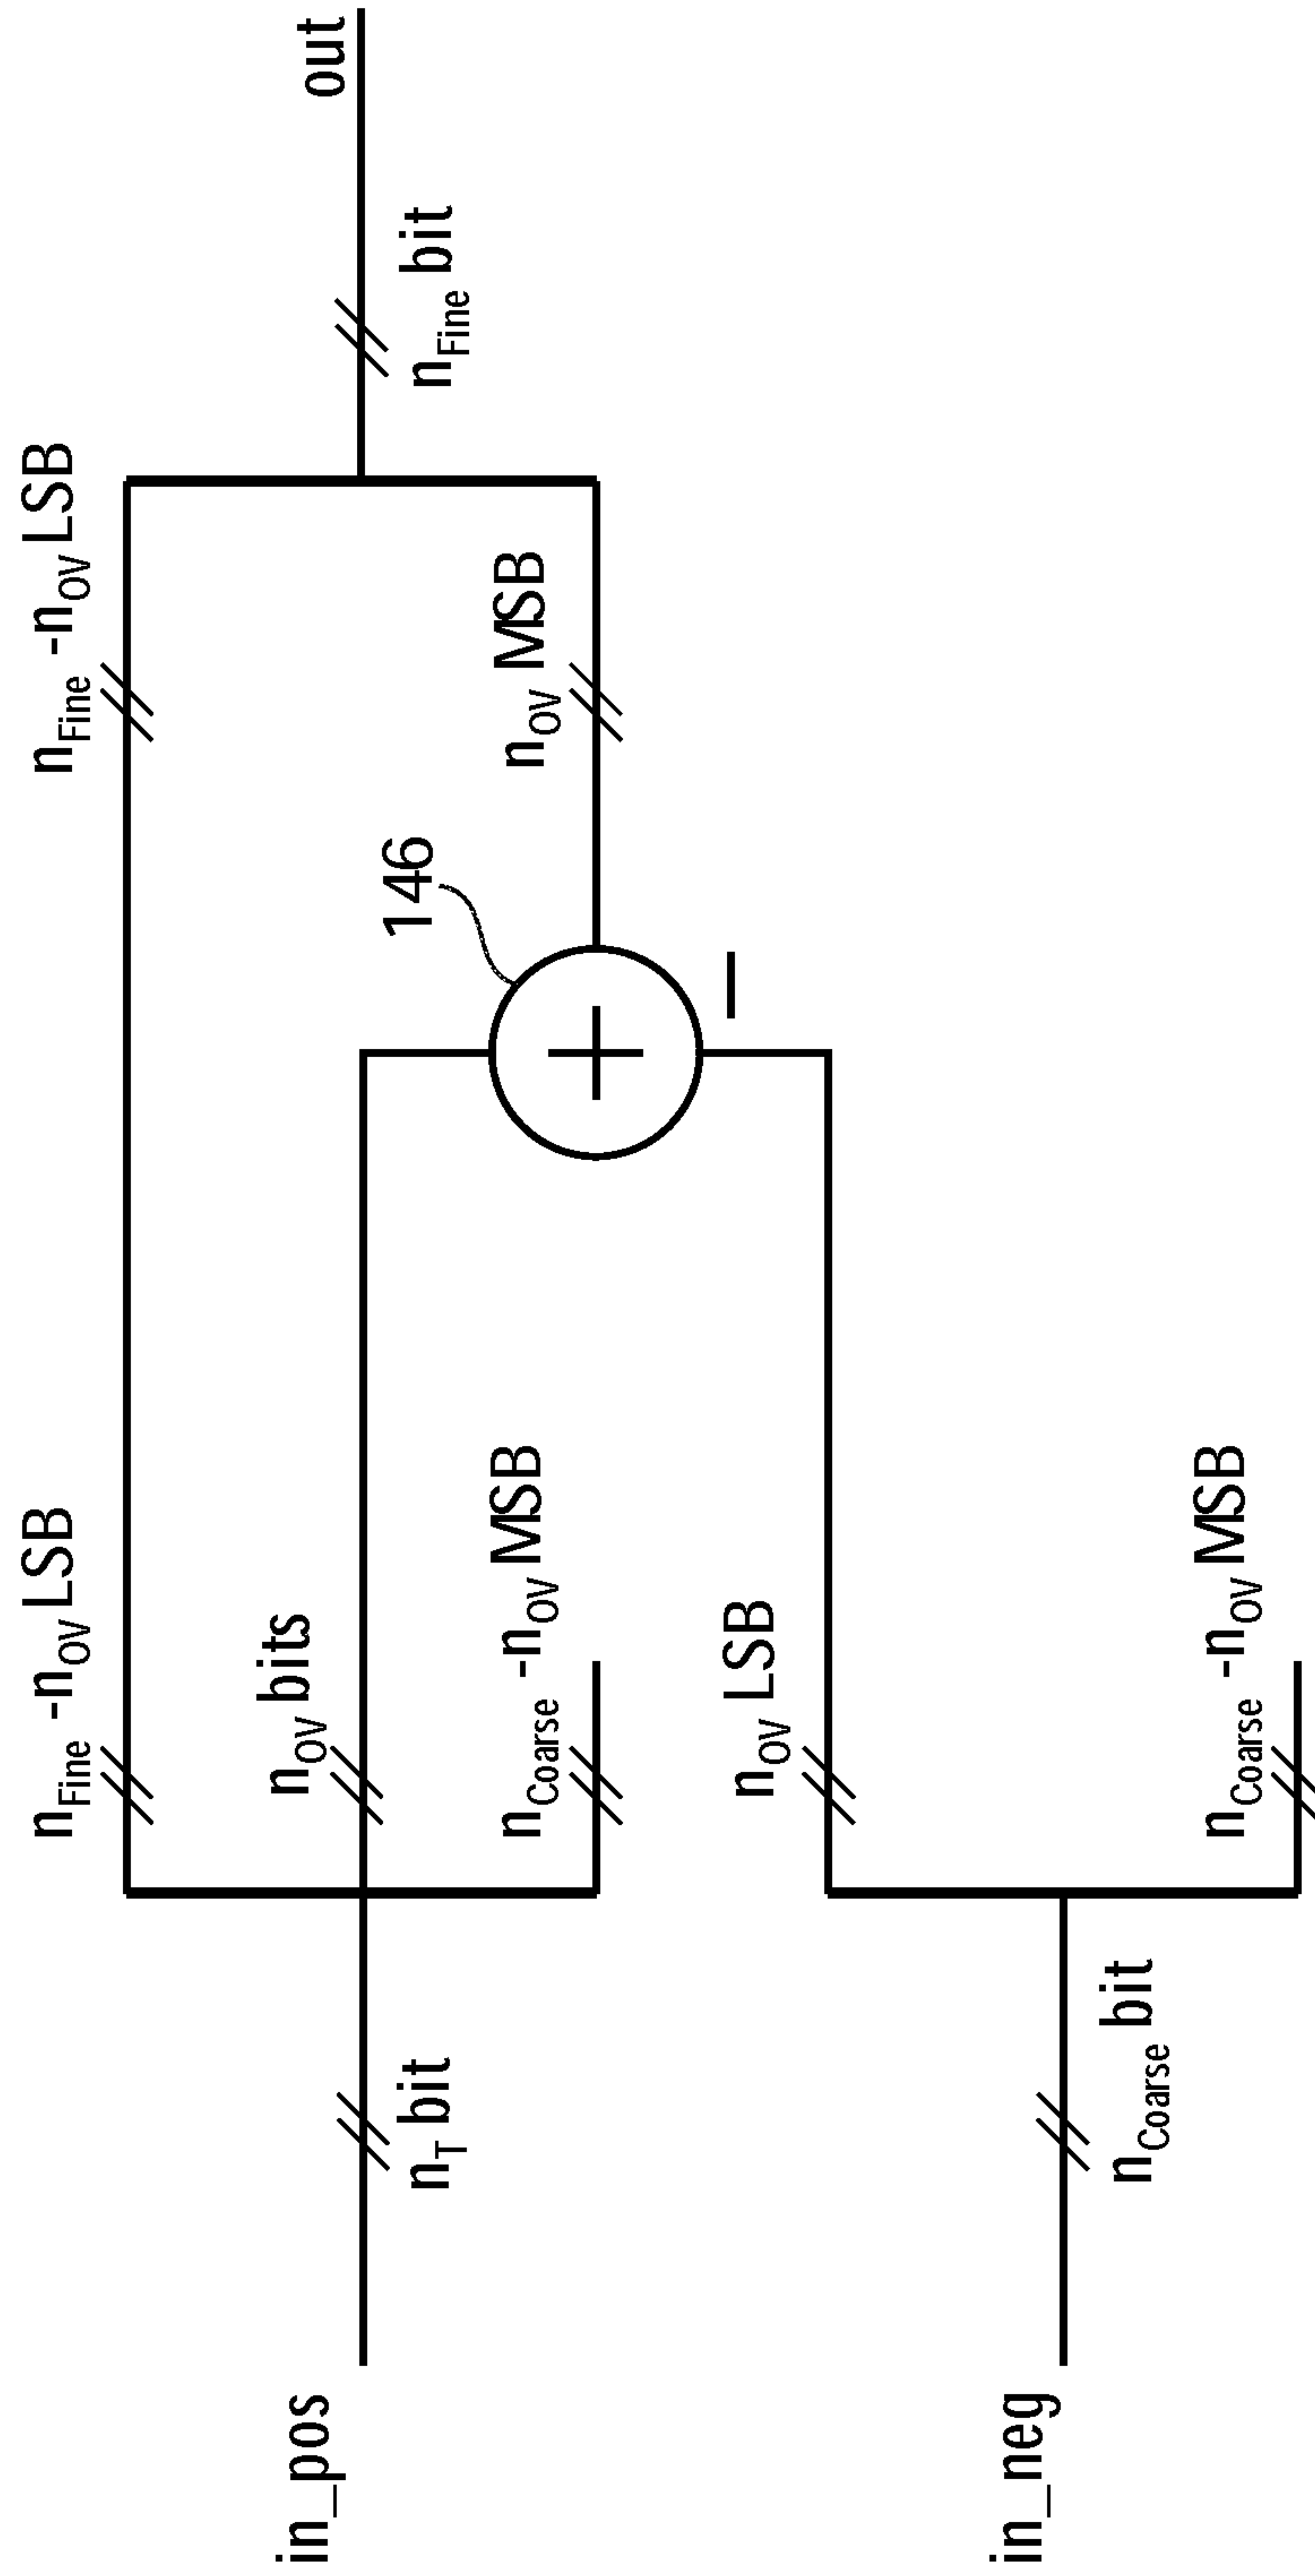 n_Fine -n_OV LSB
n_Fine -n_OV LSB
in_pos
n_T bit
n_OV bits
146
n_Fine bit
out
n_Coarse -n_OV MSB
n_OV MSB
n_OV LSB
in_neg
n_Coarse bit
n_Coarse -n_OV MSB